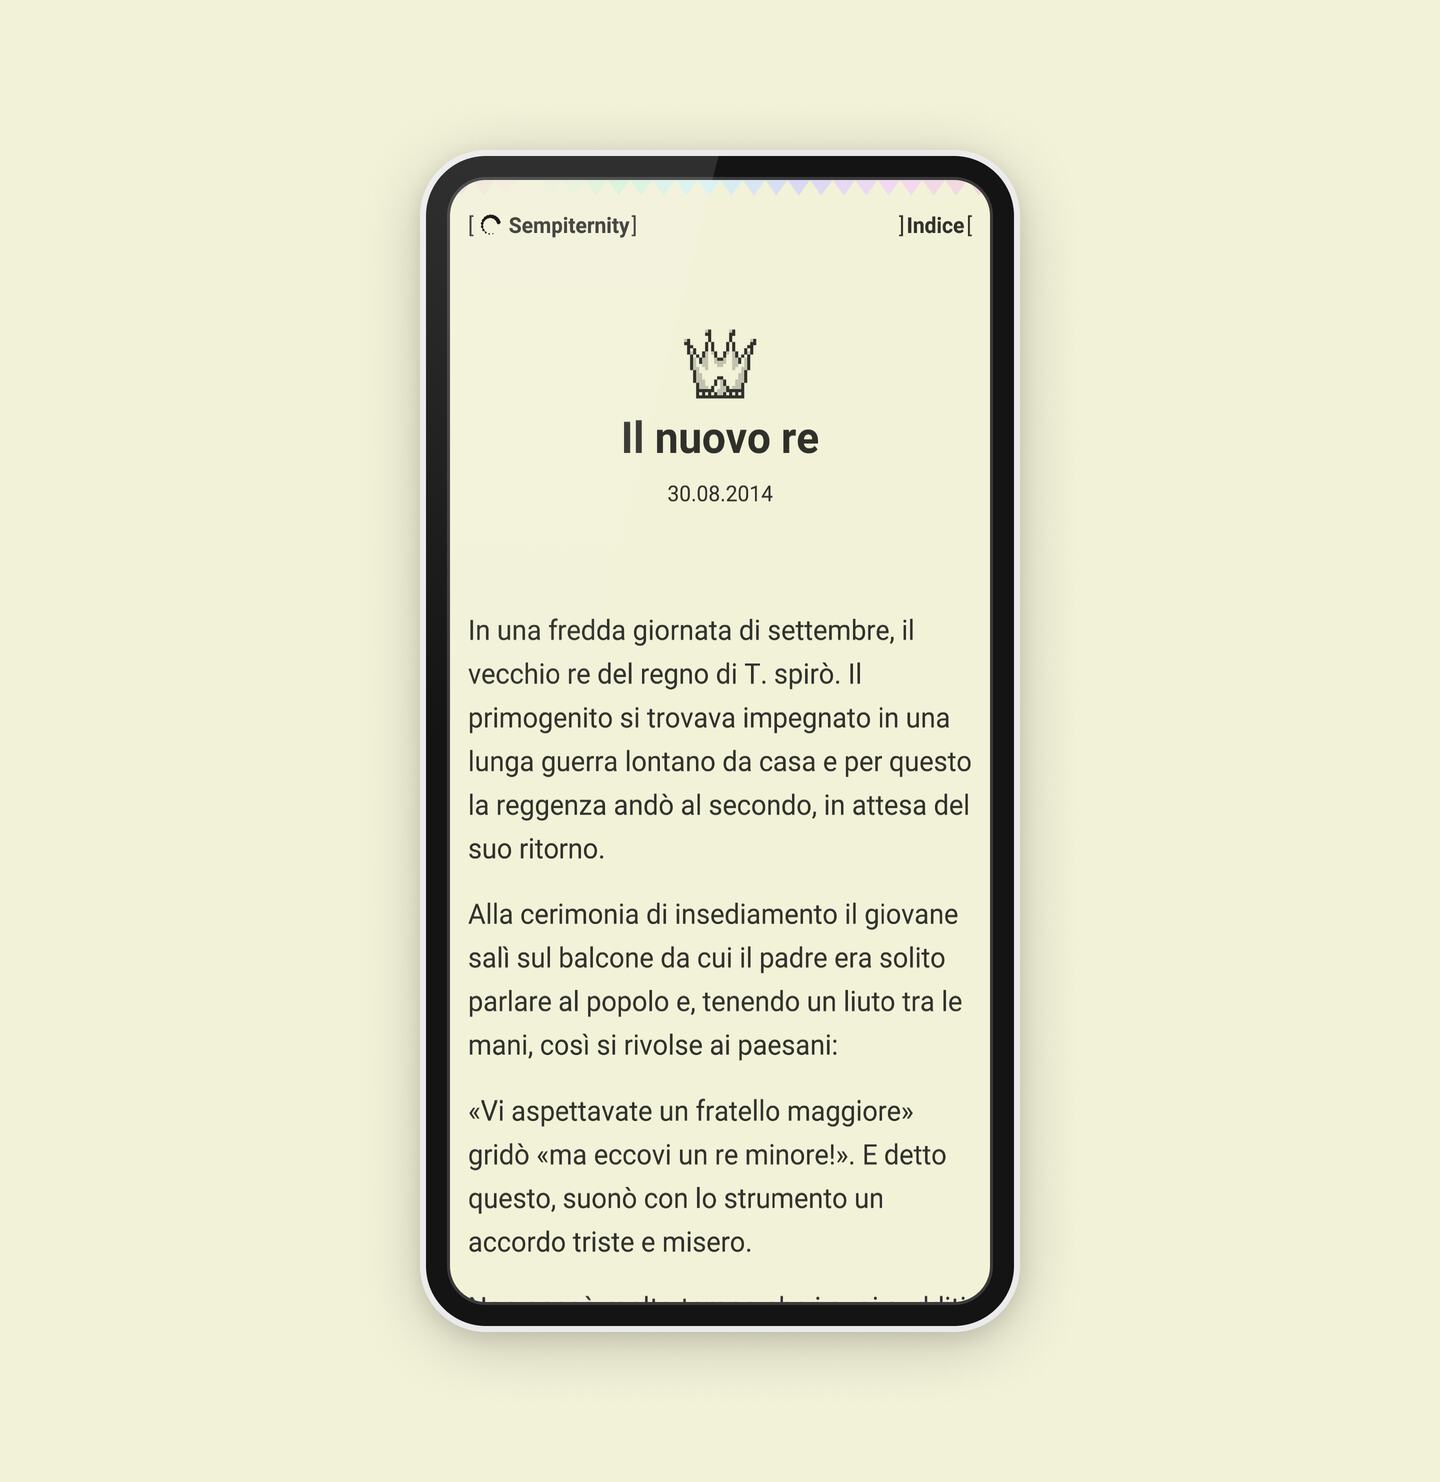 [ Sempiternity]
]Indice[
Il nuovo re
30.08.2014
In una fredda giornata di settembre, il
vecchio re del regno di T. spirò. Il
primogenito si trovava impegnato in una
lunga guerra lontano da casa e per questo
la reggenza andò al secondo, in attesa del
suo ritorno.
Alla cerimonia di insediamento il giovane
salì sul balcone da cui il padre era solito
parlare al popolo e, tenendo un liuto tra le
mani, così si rivolse ai paesani:
«Vi aspettavate un fratello maggiore»
gridò «ma eccovi un re minore!». E detto
questo, suonò con lo strumento un
accordo triste e misero.